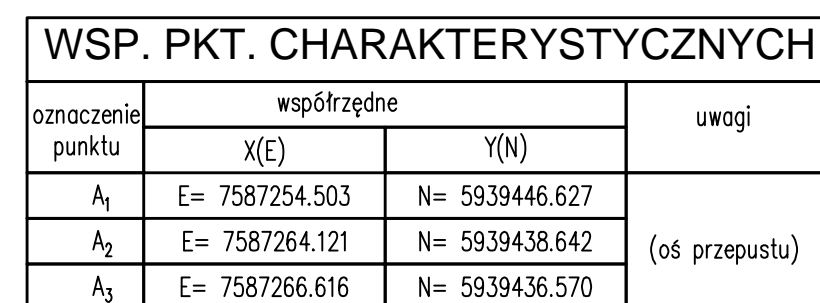 WSP. PKT. CHARAKTERYSTYCZNYCH
oznaczenie punktu współrzędne uwagi
X(E) Y(N)
A₁ E= 7587254.503 N= 5939446.627
A₂ E= 7587264.121 N= 5939438.642 (oś przepustu)
A₃ E= 7587266.616 N= 5939436.570